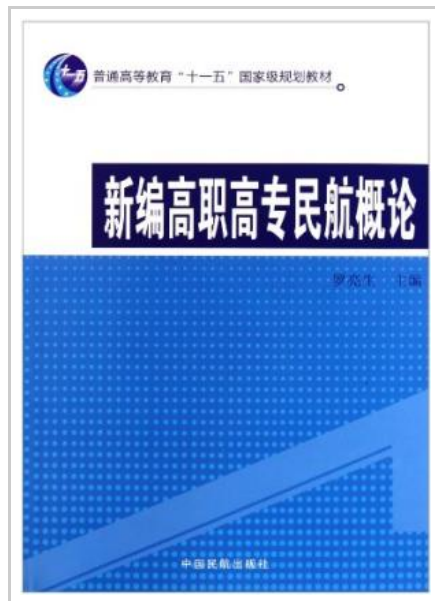 十一五
普通高等教育“十一五”国家级规划教材
新编高职高专民航概论
罗亮生 主编
中国民航出版社